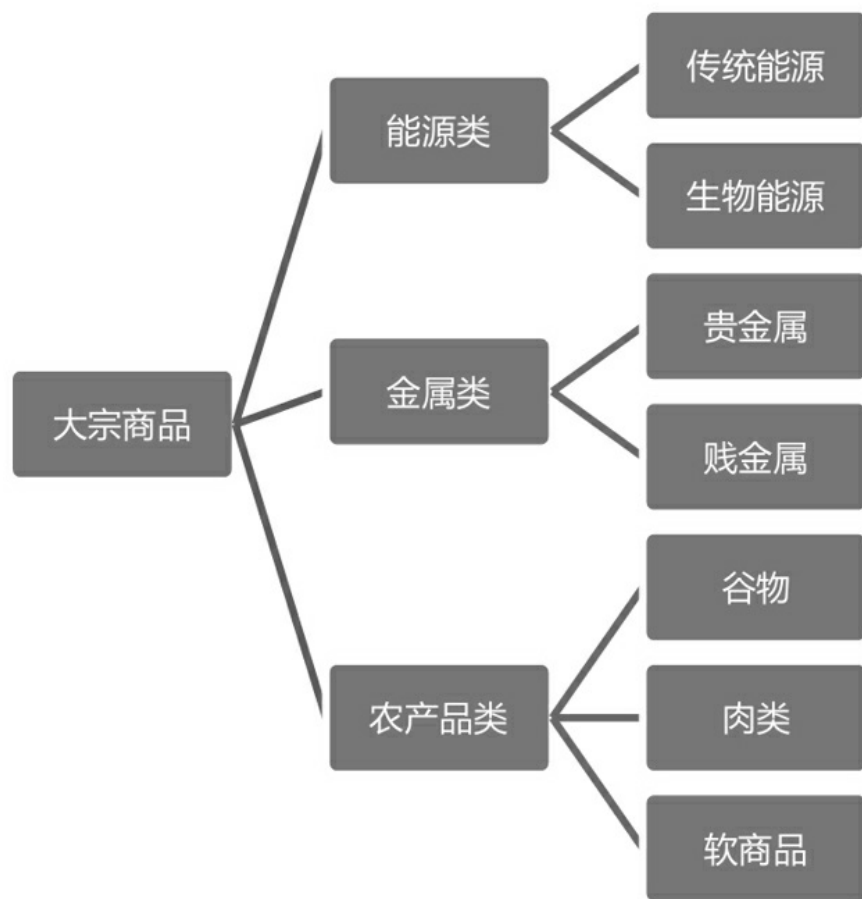 大宗商品
能源类
传统能源
生物能源
金属类
贵金属
贱金属
农产品类
谷物
肉类
软商品